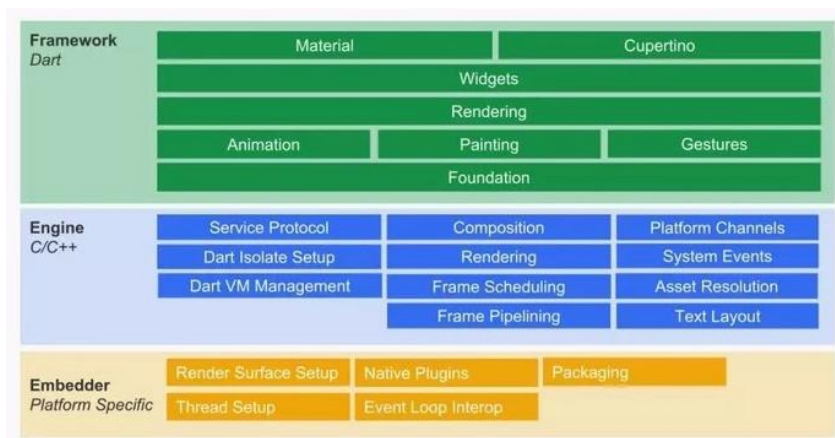 Framework
Dart
Material
Cupertino
Widgets
Rendering
Animation
Painting
Gestures
Foundation
Engine
C/C++
Service Protocol
Composition
Platform Channels
Dart Isolate Setup
Rendering
System Events
Dart VM Management
Frame Scheduling
Asset Resolution
Frame Pipelining
Text Layout
Embedder
Platform Specific
Render Surface Setup
Native Plugins
Packaging
Thread Setup
Event Loop Interop